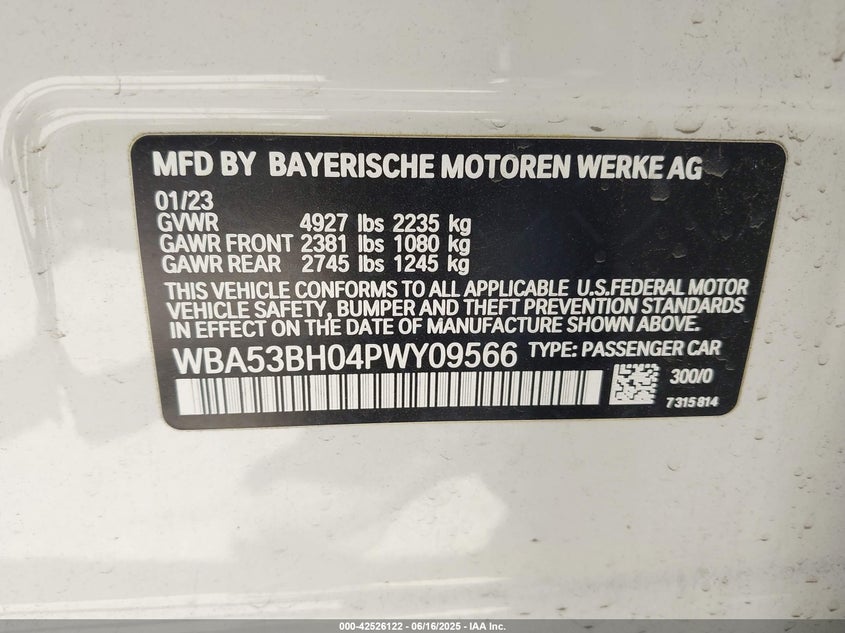 MFD BY BAYERISCHE MOTOREN WERKE AG
01/23
GVWR 4927 lbs 2235 kg
GAWR FRONT 2381 lbs 1080 kg
GAWR REAR 2745 lbs 1245 kg
THIS VEHICLE CONFORMS TO ALL APPLICABLE U.S.FEDERAL MOTOR
VEHICLE SAFETY, BUMPER AND THEFT PREVENTION STANDARDS
IN EFFECT ON THE DATE OF MANUFACTURE SHOWN ABOVE.
WBA53BH04PWY09566 TYPE: PASSENGER CAR
300/0
7315814
000-42526122 - 06/16/2025 - IAA Inc.